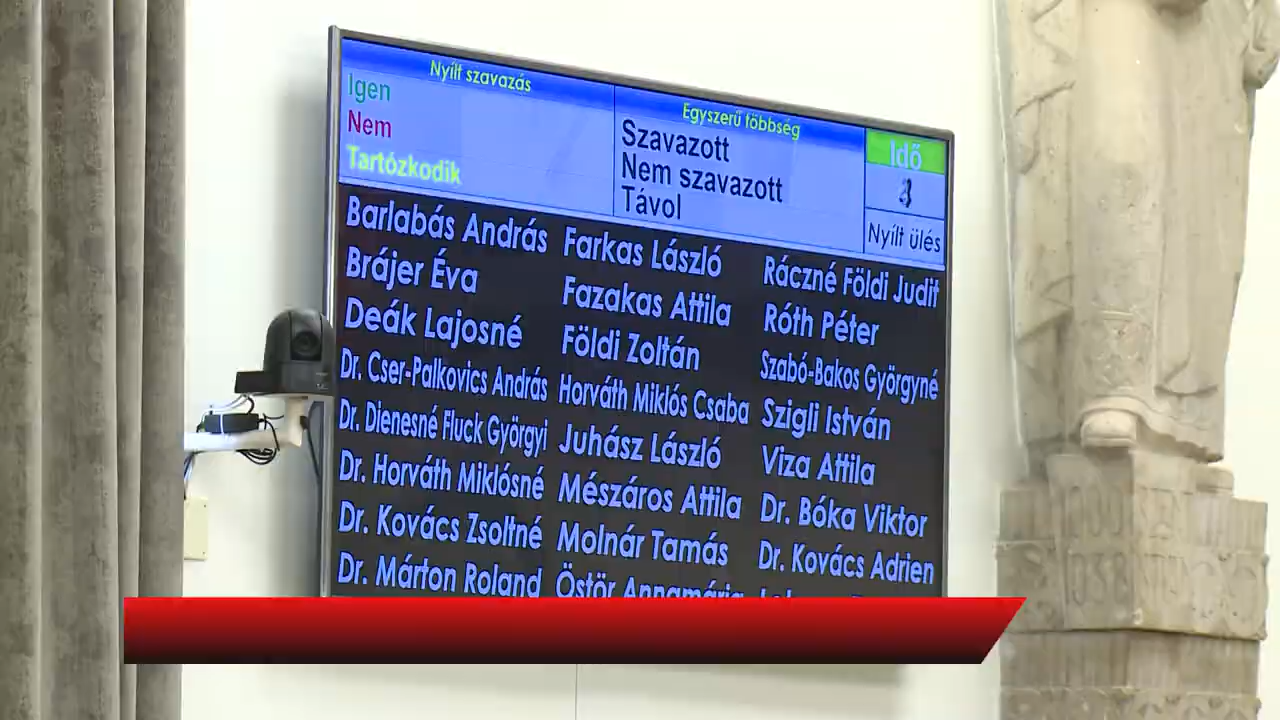 Nyílt szavazás
Igen
Nem
Tartózkodik
Egyszerű többség
Szavazott
Nem szavazott
Távol
Idő
Nyílt ülés
Barlabás András
Brájer Éva
Deák Lajosné
Dr. Cser-Palkovics András
Dr. Dienesné Fluck Györgyi
Dr. Horváth Miklósné
Dr. Kovács Zsoltné
Dr. Márton Roland
Farkas László
Fazakas Attila
Földi Zoltán
Horváth Miklós Csaba
Juhász László
Mészáros Attila
Molnár Tamás
Östör Annamária
Ráczné Földi Judit
Róth Péter
Szabó-Bakos Györgyné
Szigli István
Viza Attila
Dr. Bóka Viktor
Dr. Kovács Adrien